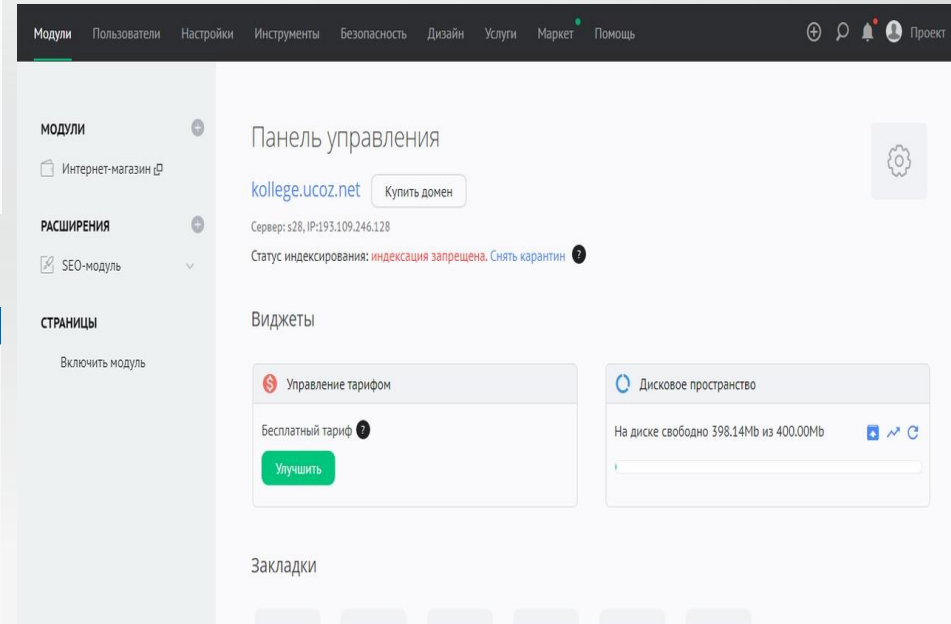 Модули Пользователи Настройки Инструменты Безопасность Дизайн Услуги Маркет Помощь Проект
МОДУЛИ
Интернет-магазин
РАСШИРЕНИЯ
SEO-модуль
СТРАНИЦЫ
Включить модуль
Панель управления
kollege.ucoz.net Купить домен
Сервер: s28, IP:193.109.246.128
Статус индексирования: индексация запрещена. Снять карантин ?
Виджеты
Управление тарифом
Бесплатный тариф ?
Улучшить
Дисковое пространство
На диске свободно 398.14Mb из 400.00Mb
Закладки